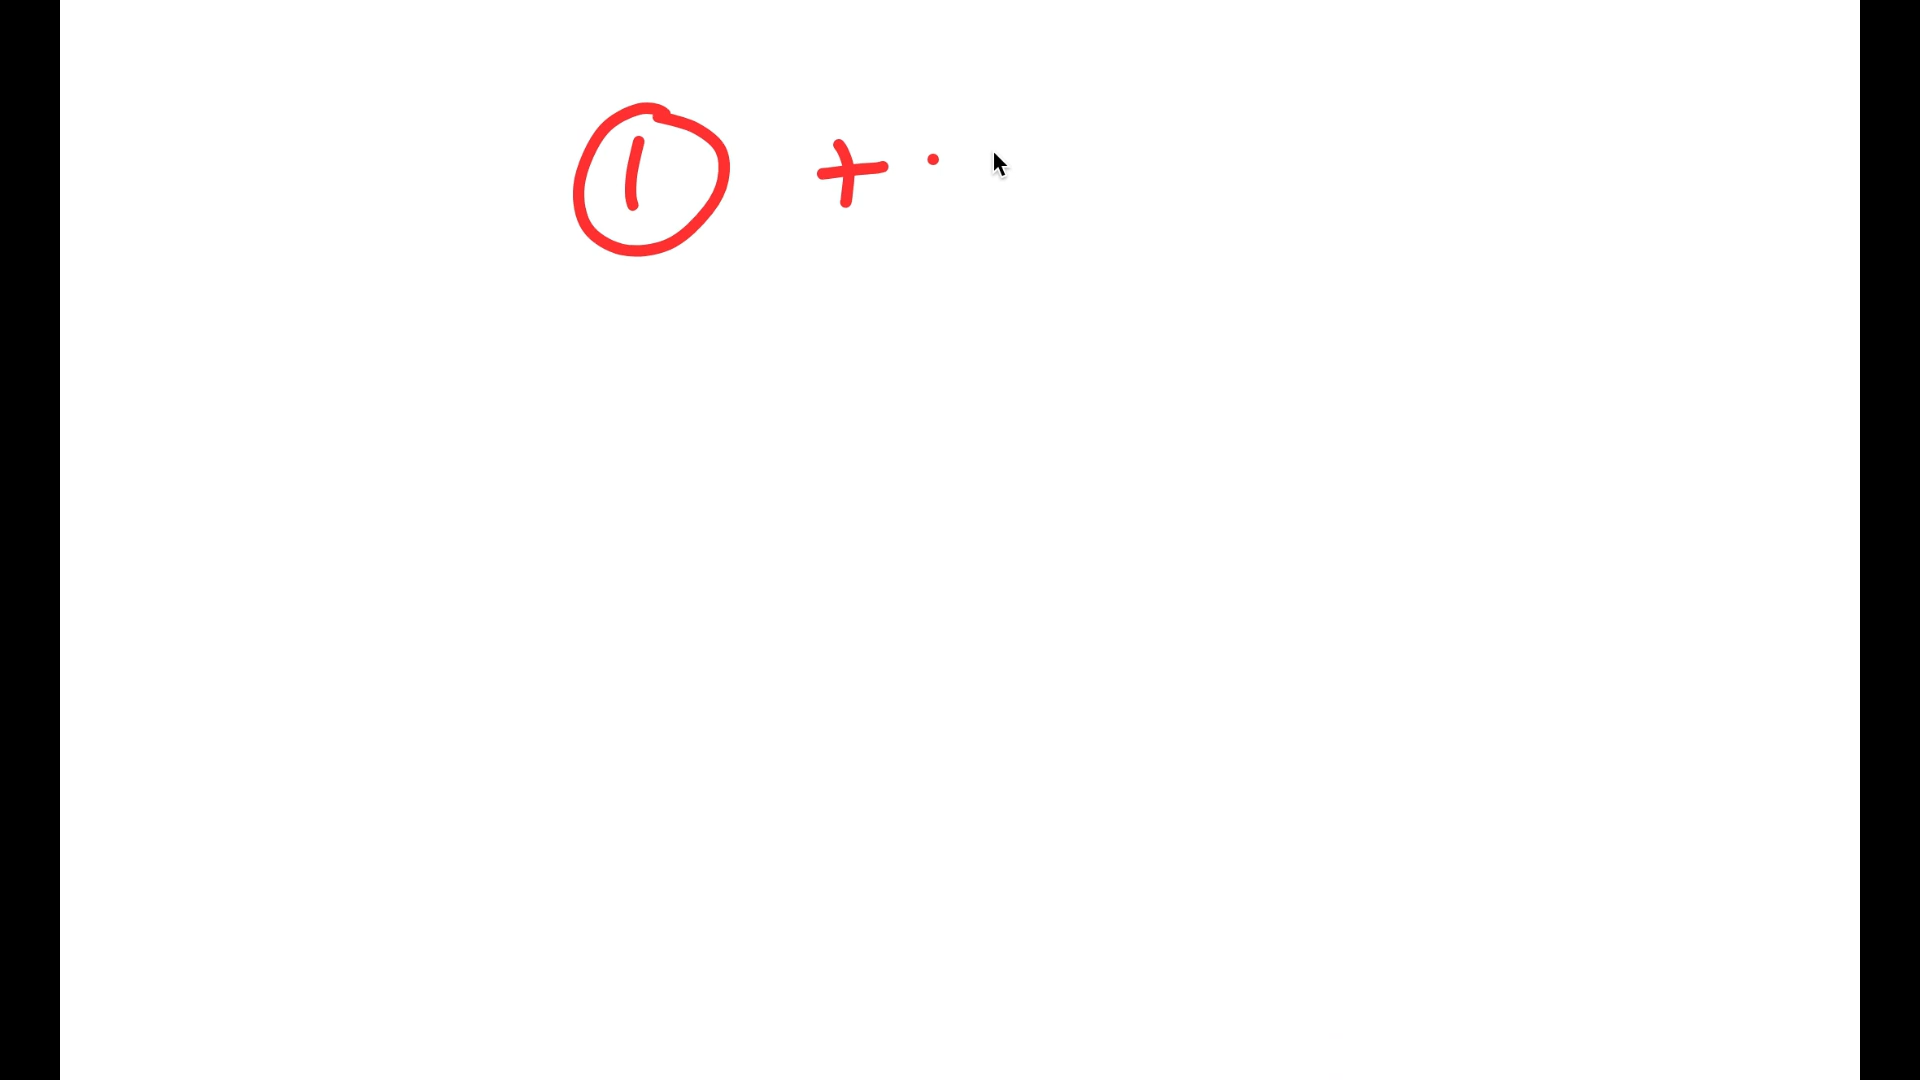 ① + ·